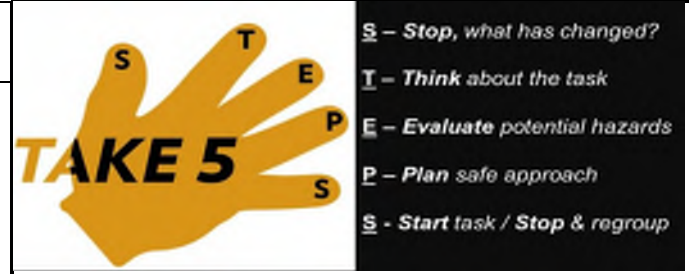 S
T
E
P
S
TAKE 5
S – Stop, what has changed?
T – Think about the task
E – Evaluate potential hazards
P – Plan safe approach
S - Start task / Stop & regroup